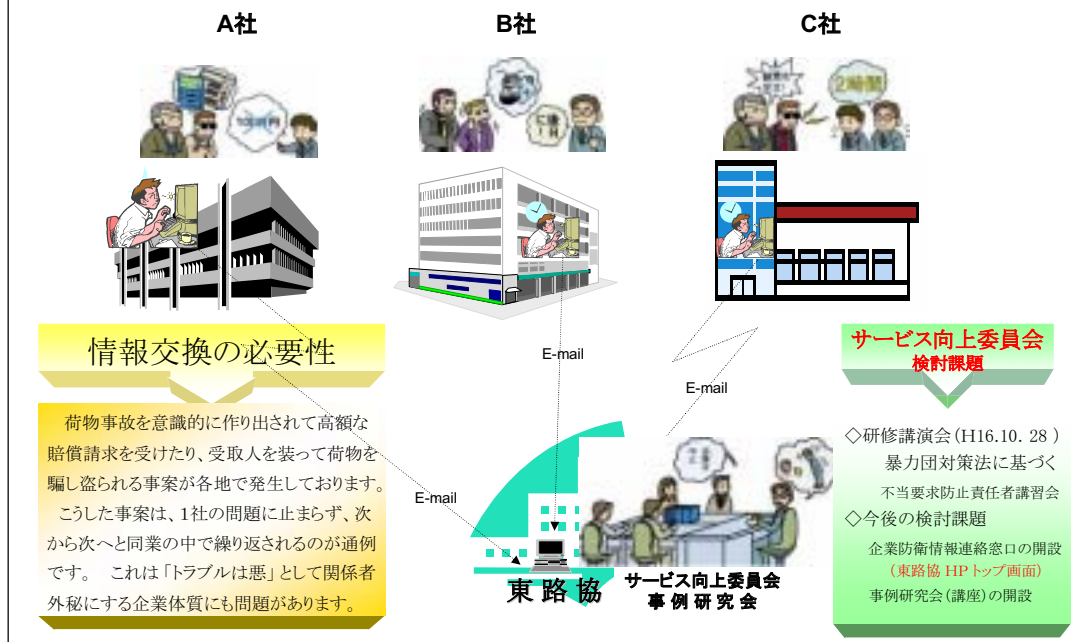 A社
B社
C社
2時間
情報交換の必要性
荷物事故を意識的に作り出されて高額な
賠償請求を受けたり、受取人を装って荷物を
騙し盗られる事案が各地で発生しております。
こうした事案は、1社の問題に止まらず、次
から次へと同業の中で繰り返されるのが通例
です。 これは「トラブルは悪」として関係者
外秘にする企業体質にも問題があります。
E-mail
E-mail
E-mail
東路協
サービス向上委員会
事例研究会
サービス向上委員会
検討課題
◇研修講演会(H16.10. 28 )
暴力団対策法に基づく
不当要求防止責任者講習会
◇今後の検討課題
企業防衛情報連絡窓口の開設
(東路協 HPトップ画面)
事例研究会(講座)の開設